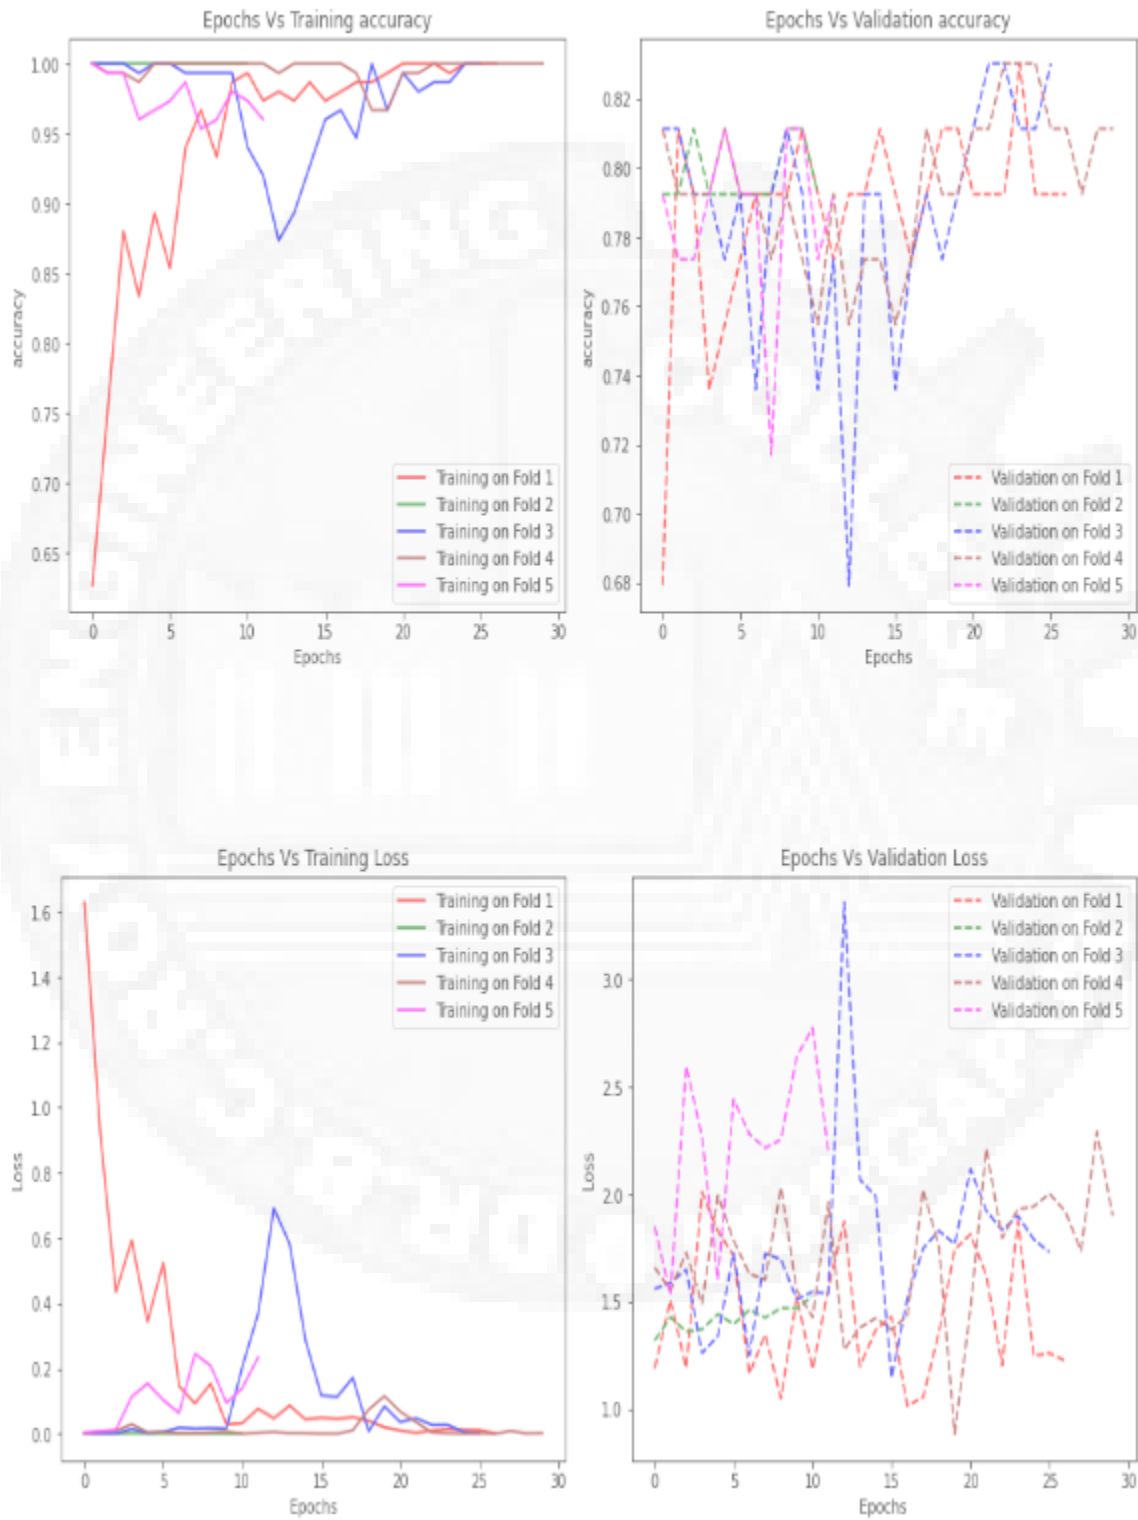 Epochs Vs Training accuracy
accuracy
1.00
0.95
0.90
0.85
0.80
0.75
0.70
0.65
Training on Fold 1
Training on Fold 2
Training on Fold 3
Training on Fold 4
Training on Fold 5
0 5 10 15 20 25 30
Epochs
Epochs Vs Validation accuracy
accuracy
0.82
0.80
0.78
0.76
0.74
0.72
0.70
0.68
Validation on Fold 1
Validation on Fold 2
Validation on Fold 3
Validation on Fold 4
Validation on Fold 5
0 5 10 15 20 25 30
Epochs
Epochs Vs Training Loss
Loss
1.6
1.4
1.2
1.0
0.8
0.6
0.4
0.2
0.0
Training on Fold 1
Training on Fold 2
Training on Fold 3
Training on Fold 4
Training on Fold 5
0 5 10 15 20 25 30
Epochs
Epochs Vs Validation Loss
Loss
3.0
2.5
2.0
1.5
1.0
Validation on Fold 1
Validation on Fold 2
Validation on Fold 3
Validation on Fold 4
Validation on Fold 5
0 5 10 15 20 25 30
Epochs